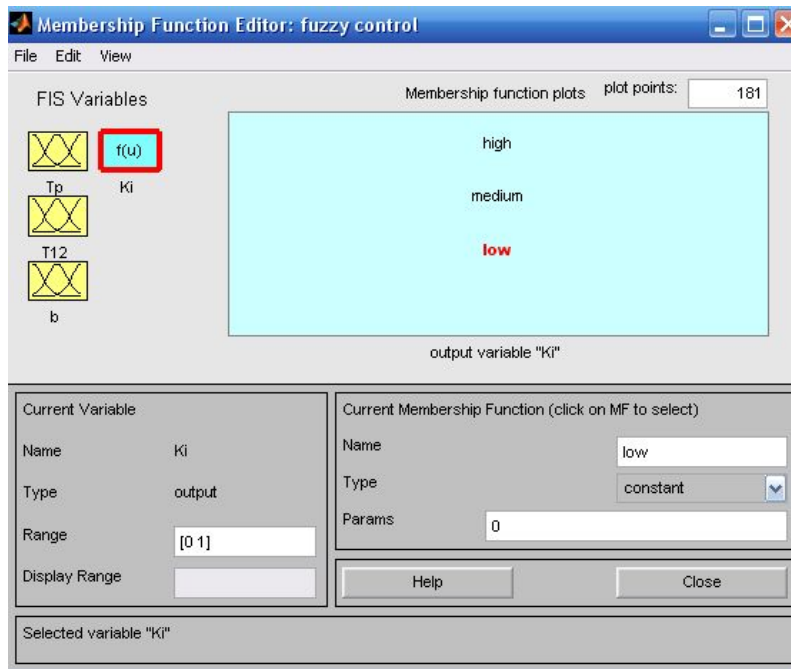 Membership Function Editor: fuzzy control
File Edit View
FIS Variables
Membership function plots plot points: 181
f(u)
Tp Ki
T12
b
high
medium
low
output variable "Ki"
Current Variable
Name Ki
Type output
Range [0 1]
Display Range
Current Membership Function (click on MF to select)
Name low
Type constant
Params 0
Help Close
Selected variable "Ki"